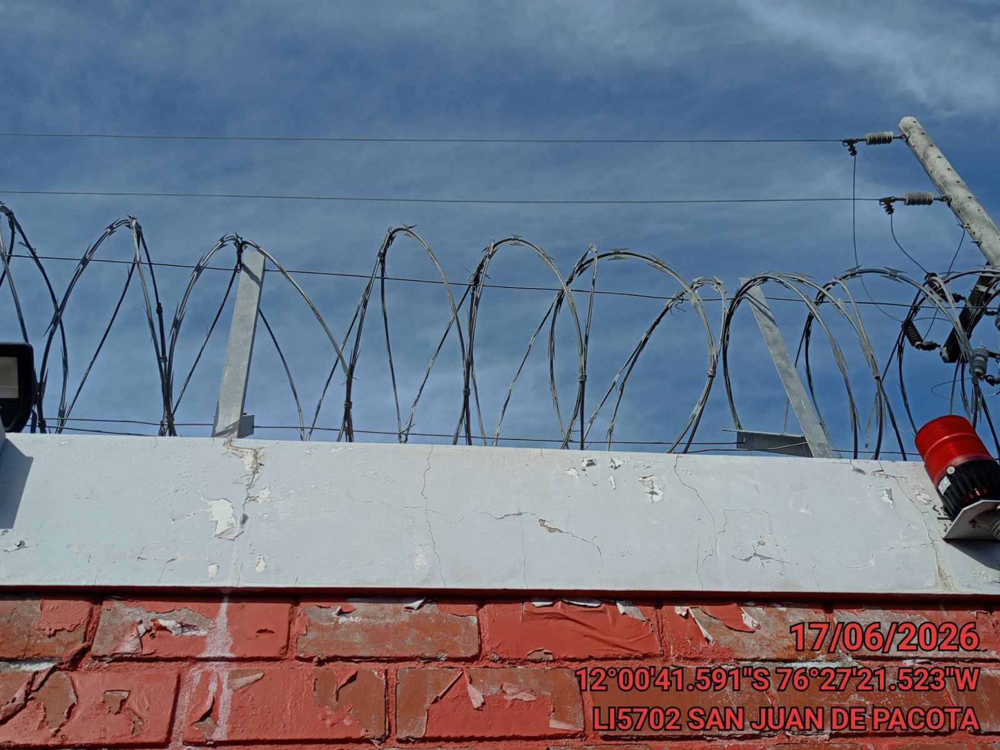 17/06/2026
12°00'41.591"S 76°27'21.523"W
LI5702 SAN JUAN DE PACOTA